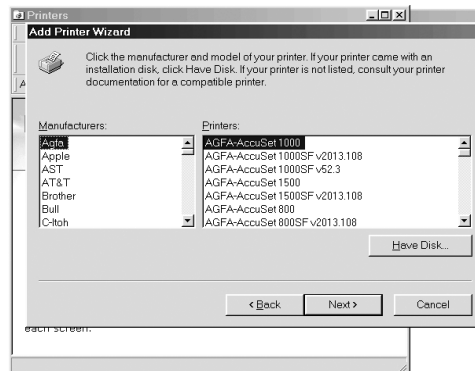 Printers
Add Printer Wizard
Click the manufacturer and model of your printer. If your printer came with an
installation disk, click Have Disk. If your printer is not listed, consult your printer
documentation for a compatible printer.
Manufacturers:
Agfa
Apple
AST
AT&T
Brother
Bull
C-Itoh
Printers:
AGFA-AccuSet 1000
AGFA-AccuSet 1000SF v2013.108
AGFA-AccuSet 1000SF v52.3
AGFA-AccuSet 1500
AGFA-AccuSet 1500SF v2013.108
AGFA-AccuSet 800
AGFA-AccuSet 800SF v2013.108
Have Disk...
< Back
Next >
Cancel
each screen.